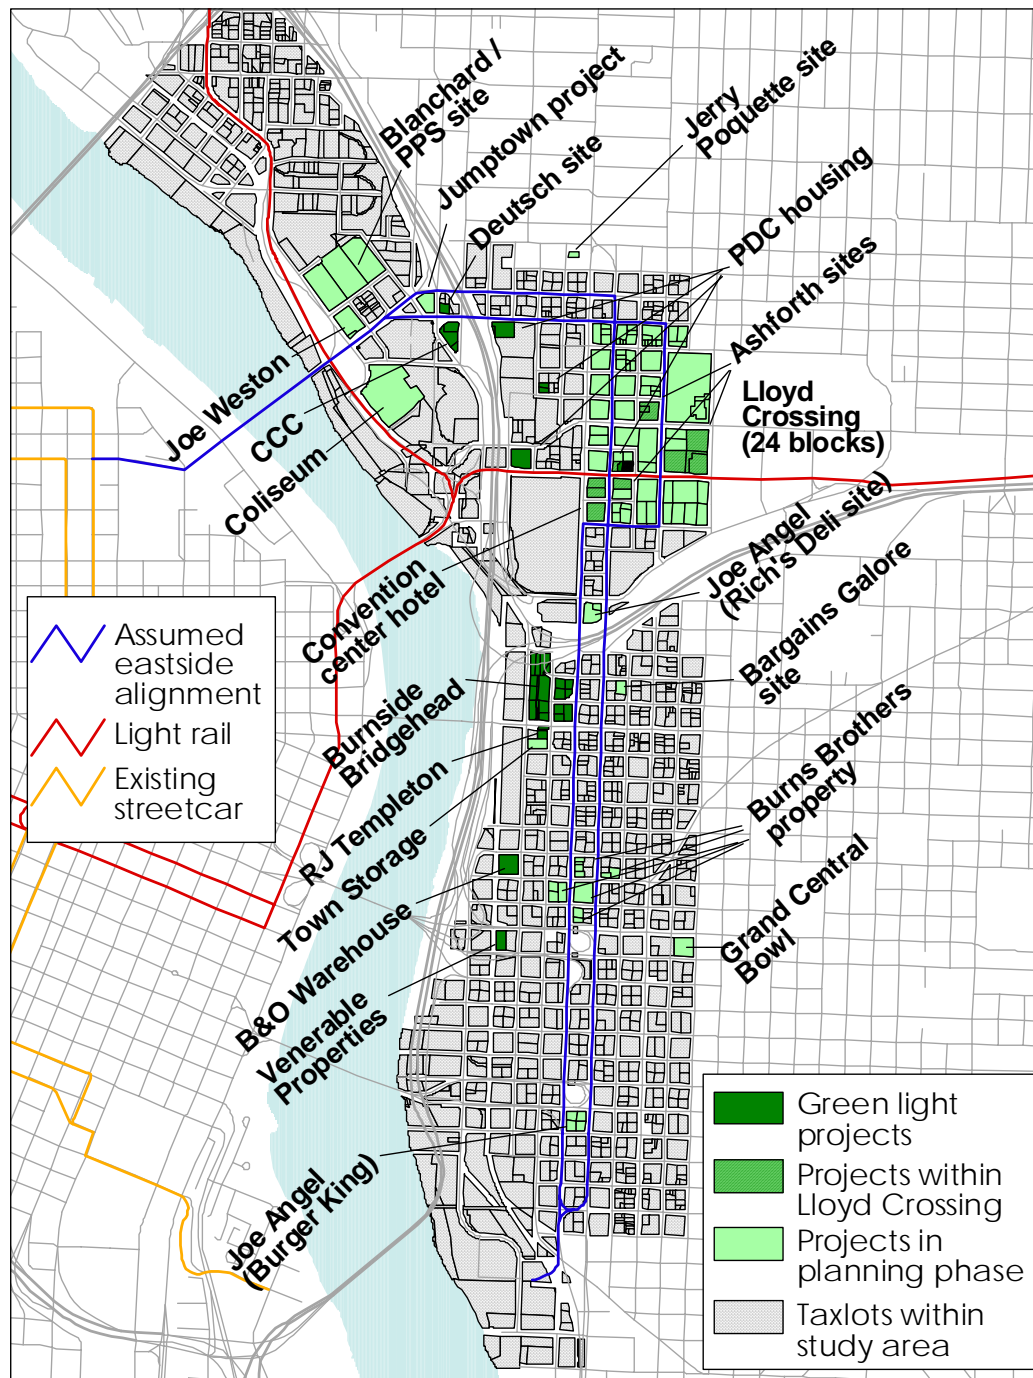 Blanchard /
PPS site
Jumptown project
Deutsch site
Jerry
Poquette site
PDC housing
Ashforth sites
Lloyd
Crossing
(24 blocks)
Joe Weston
CCC
Coliseum
Convention
center hotel
Joe Angel
(Rich's Deli site)
Bargains Galore
site
Burnside
Bridgehead
Burns Brothers
property
RJ Templeton
Town Storage
B&O Warehouse
Grand Central
Bowl
Venerable
Properties
Joe Angel
(Burger King)
Assumed
eastside
alignment
Light rail
Existing
streetcar
Green light
projects
Projects within
Lloyd Crossing
Projects in
planning phase
Taxlots within
study area